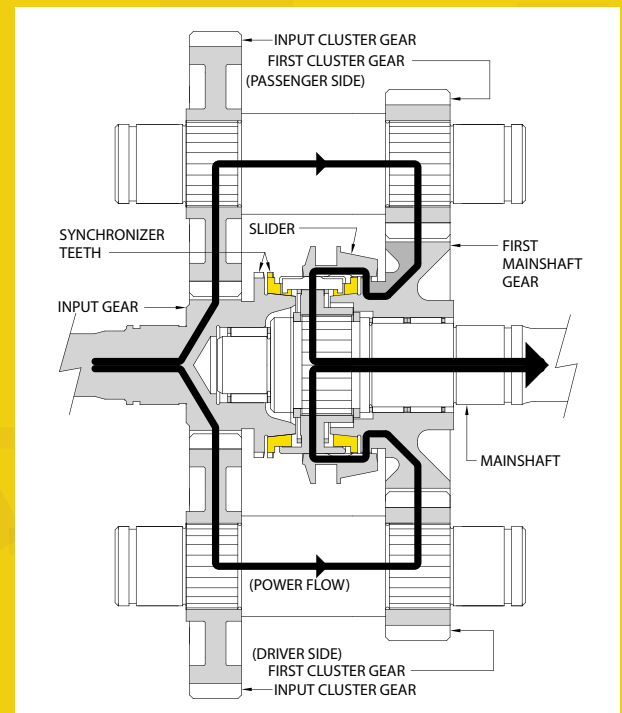 INPUT CLUSTER GEAR
FIRST CLUSTER GEAR
(PASSENGER SIDE)
SYNCHRONIZER
TEETH
SLIDER
FIRST
MAINSHAFT
GEAR
INPUT GEAR
MAINSHAFT
(POWER FLOW)
(DRIVER SIDE)
FIRST CLUSTER GEAR
INPUT CLUSTER GEAR